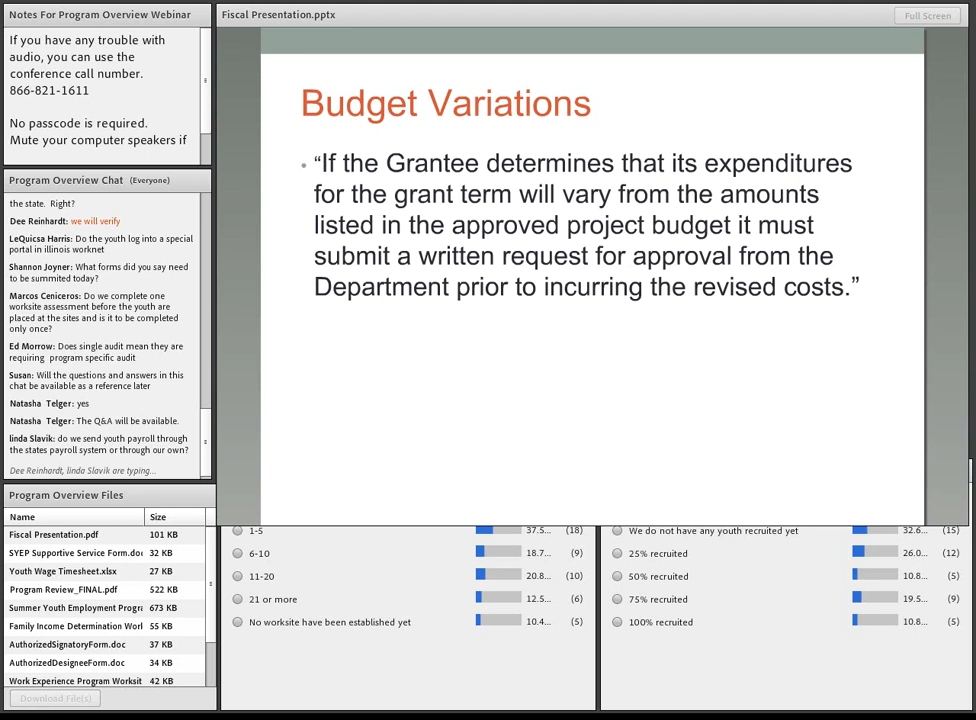 Notes For Program Overview Webinar
If you have any trouble with
audio, you can use the
conference call number.
866-821-1611
No passcode is required.
Mute your computer speakers if
Program Overview Chat (Everyone)
the state. Right?
Dee Reinhardt: we will verify
LeQuicsa Harris: Do the youth log into a special
portal in illinois worknet
Shannon Joyner: What forms did you say need
to be summited today?
Marcos Ceniceros: Do we complete one
worksite assessment before the youth are
placed at the sites and is it to be completed
only once?
Ed Morrow: Does single audit mean they are
requiring program specific audit
Susan: Will the questions and answers in this
chat be available as a reference later
Natasha Telger: yes
Natasha Telger: The Q&A will be available.
linda Slavik: do we send youth payroll through
the states payroll system or through our own?
Dee Reinhardt, linda Slavik are typing...
Program Overview Files
Name Size
Fiscal Presentation.pdf 101 KB
SYEP Supportive Service Form.doc 32 KB
Youth Wage Timesheet.xlsx 27 KB
Program Review_FINAL.pdf 522 KB
Summer Youth Employment Progra 673 KB
Family Income Determination Worl 55 KB
AuthorizedSignatoryForm.doc 37 KB
AuthorizedDesigneeForm.doc 34 KB
Work Experience Program Worksit 42 KB
Download File(s)
Fiscal Presentation.pptx
Full Screen
Budget Variations
• “If the Grantee determines that its expenditures
for the grant term will vary from the amounts
listed in the approved project budget it must
submit a written request for approval from the
Department prior to incurring the revised costs.”
1-5 37.5... (18)
6-10 18.7... (9)
11-20 20.8... (10)
21 or more 12.5... (6)
No worksite have been established yet 10.4... (5)
We do not have any youth recruited yet 32.6... (15)
25% recruited 26.0... (12)
50% recruited 10.8... (5)
75% recruited 19.5... (9)
100% recruited 10.8... (5)